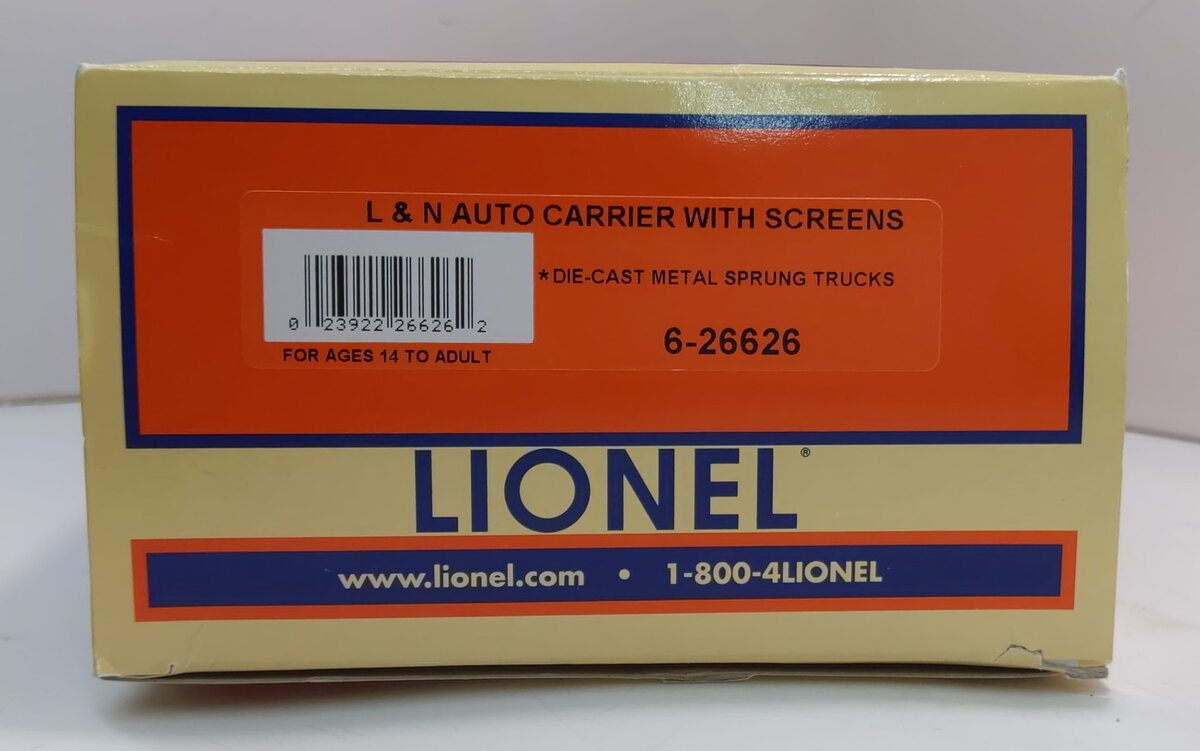 L & N AUTO CARRIER WITH SCREENS
*DIE-CAST METAL SPRUNG TRUCKS
0 23922 26626 2
6-26626
FOR AGES 14 TO ADULT
LIONEL®
www.lionel.com • 1-800-4LIONEL